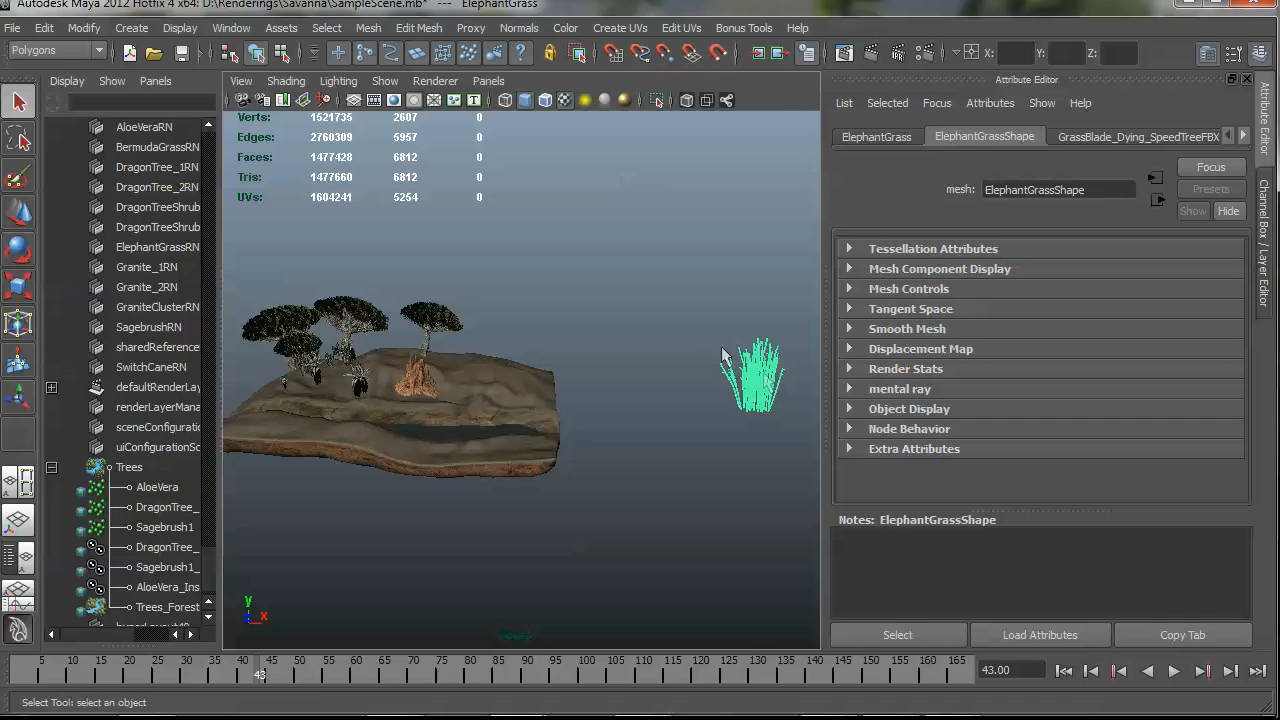 Autodesk Maya 2012 Hotfix 4 x64: D:\Renderings\Savanna\SampleScene.mb* --- ElephantGrass
File Edit Modify Create Display Window Assets Select Mesh Edit Mesh Proxy Normals Color Create UVs Edit UVs Bonus Tools Help
Polygons X: Y: Z:
Display Show Panels
View Shading Lighting Show Renderer Panels
Attribute Editor
List Selected Focus Attributes Show Help
ElephantGrass ElephantGrassShape GrassBlade_Dying_SpeedTreeFBX
mesh: ElephantGrassShape
Focus
Presets
Show Hide
Verts: 1521735 2607 0
Edges: 2760309 5957 0
Faces: 1477428 6812 0
Tris: 1477660 6812 0
UVs: 1604241 5254 0
AloeVeraRN
BermudaGrassRN
DragonTree_1RN
DragonTree_2RN
DragonTreeShrub
DragonTreeShrub
ElephantGrassRN
Granite_1RN
Granite_2RN
GraniteClusterRN
SagebrushRN
sharedReference
SwitchCaneRN
defaultRenderLay
renderLayerMana
sceneConfiguratio
uiConfigurationSc
Trees
AloeVera
DragonTree_
Sagebrush1
DragonTree_
Sagebrush1_
AloeVera_Ins
Trees_Forest
Tessellation Attributes
Mesh Component Display
Mesh Controls
Tangent Space
Smooth Mesh
Displacement Map
Render Stats
mental ray
Object Display
Node Behavior
Extra Attributes
Notes: ElephantGrassShape
Select Load Attributes Copy Tab
Attribute Editor
Channel Box / Layer Editor
y
z x
5 10 15 20 25 30 35 40 45 50 55 60 65 70 75 80 85 90 95 100 105 110 115 120 125 130 135 140 145 150 155 160 165
43
43.00
Select Tool: select an object